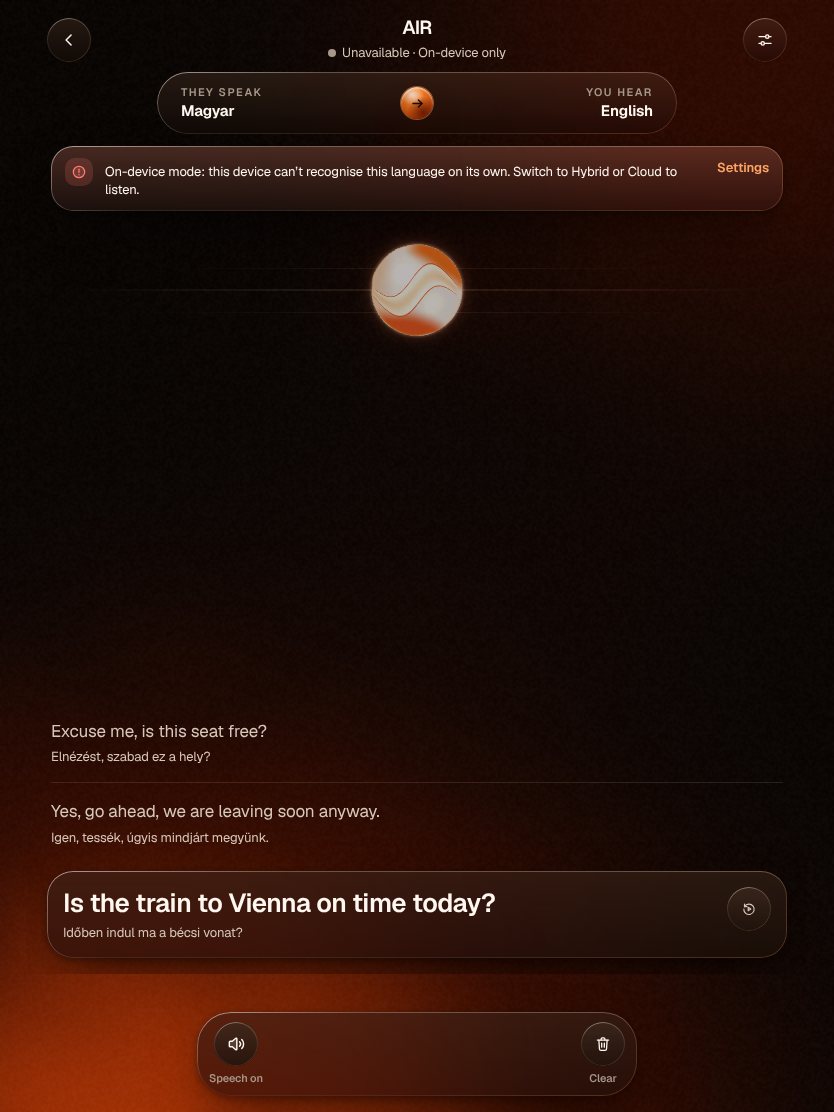 AIR
Unavailable · On-device only
THEY SPEAK
Magyar
YOU HEAR
English
On-device mode: this device can’t recognise this language on its own. Switch to Hybrid or Cloud to
listen.
Settings
Excuse me, is this seat free?
Elnézést, szabad ez a hely?
Yes, go ahead, we are leaving soon anyway.
Igen, tessék, úgyis mindjárt megyünk.
Is the train to Vienna on time today?
Időben indul ma a bécsi vonat?
Speech on
Clear